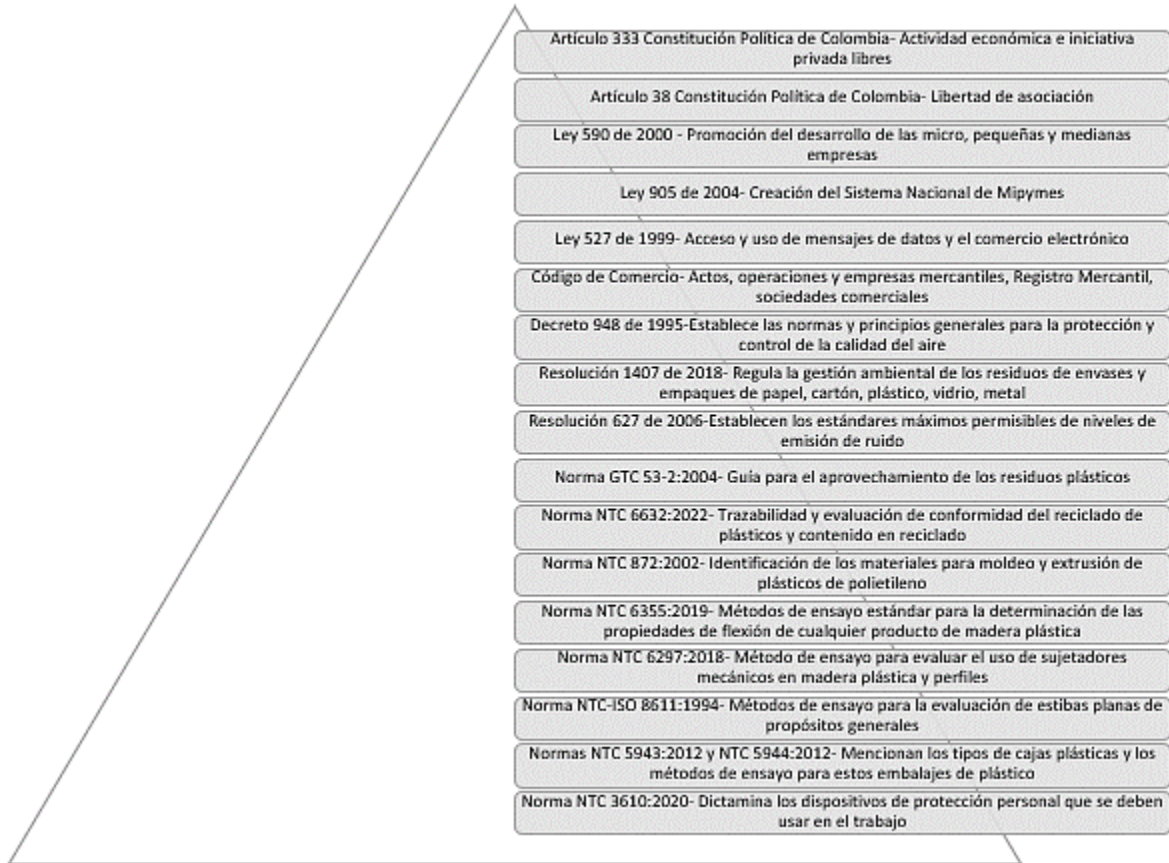 Artículo 333 Constitución Política de Colombia- Actividad económica e iniciativa
privada libres
Artículo 38 Constitución Política de Colombia- Libertad de asociación
Ley 590 de 2000 - Promoción del desarrollo de las micro, pequeñas y medianas
empresas
Ley 905 de 2004- Creación del Sistema Nacional de Mipymes
Ley 527 de 1999- Acceso y uso de mensajes de datos y el comercio electrónico
Código de Comercio- Actos, operaciones y empresas mercantiles, Registro Mercantil,
sociedades comerciales
Decreto 948 de 1995-Establece las normas y principios generales para la protección y
control de la calidad del aire
Resolución 1407 de 2018- Regula la gestión ambiental de los residuos de envases y
empaques de papel, cartón, plástico, vidrio, metal
Resolución 627 de 2006-Establecen los estándares máximos permisibles de niveles de
emisión de ruido
Norma GTC 53-2:2004- Guia para el aprovechamiento de los residuos plásticos
Norma NTC 6632:2022- Trazabilidad y evaluación de conformidad del reciclado de
plásticos y contenido en reciclado
Norma NTC 872:2002- Identificación de los materiales para moldeo y extrusión de
plásticos de polietileno
Norma NTC 6355:2019- Métodos de ensayo estándar para la determinación de las
propiedades de flexión de cualquier producto de madera plástica
Norma NTC 6297:2018- Método de ensayo para evaluar el uso de sujetadores
mecánicos en madera plástica y perfiles
Norma NTC-ISO 8611:1994- Métodos de ensayo para la evaluación de estibas planas de
propósitos generales
Normas NTC 5943:2012 y NTC 5944:2012- Mencionan los tipos de cajas plásticas y los
métodos de ensayo para estos embalajes de plástico
Norma NTC 3610:2020- Dictamina los dispositivos de protección personal que se deben
usar en el trabajo